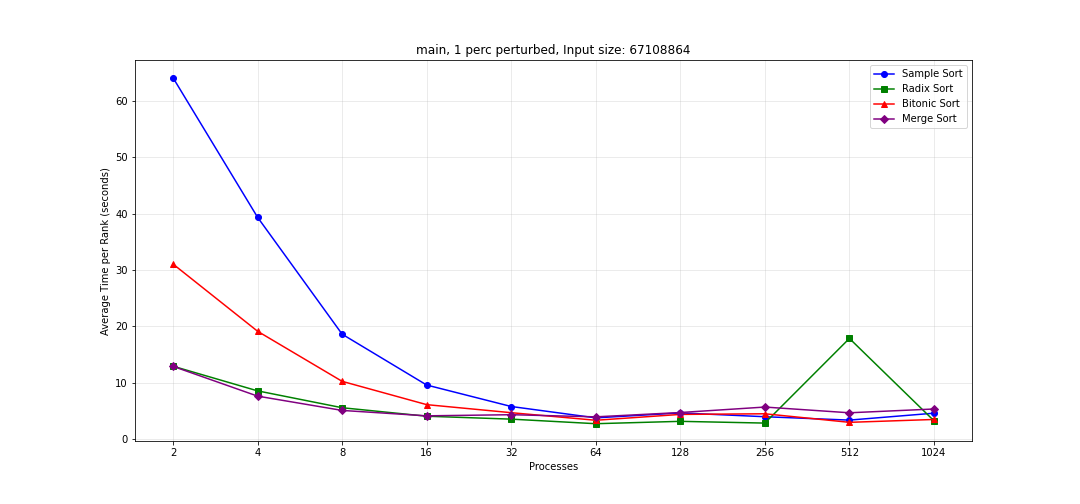 main, 1 perc perturbed, Input size: 67108864
Sample Sort
Radix Sort
Bitonic Sort
Merge Sort
Average Time per Rank (seconds)
60
50
40
30
20
10
0
2 4 8 16 32 64 128 256 512 1024
Processes